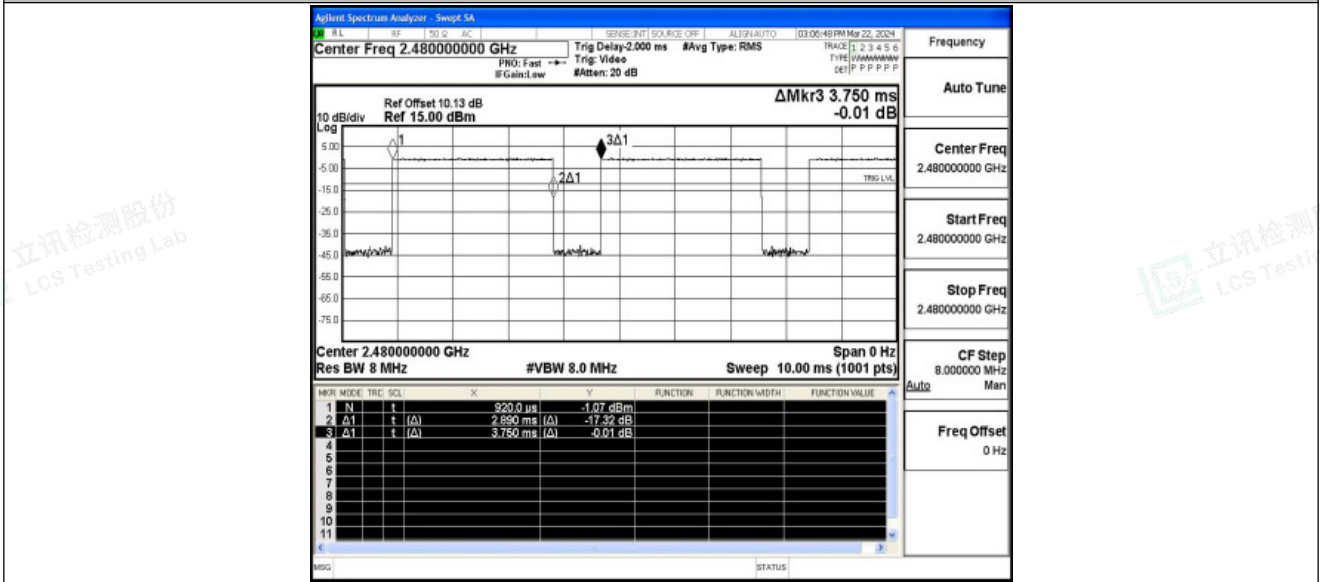 Agilent Spectrum Analyzer - Swept SA
RL RF 50 Ω AC SENSE:INT SOURCE OFF ALIGN AUTO 03:06:48 PM Mar 22, 2024
Center Freq 2.480000000 GHz
Trig Delay-2.000 ms #Avg Type: RMS
TRACE 1 2 3 4 5 6
PNO: Fast
Trig: Video
TYPE WWWWWW
IFGain:Low
#Atten: 20 dB
DET P P P P P P
ΔMkr3 3.750 ms
-0.01 dB
Ref Offset 10.13 dB
10 dB/div Ref 15.00 dBm
Log
1
3Δ1
5.00
-5.00
2Δ1
TRIG LVL
-15.0
-25.0
-35.0
-45.0
-55.0
-65.0
-75.0
Center 2.480000000 GHz Span 0 Hz
Res BW 8 MHz #VBW 8.0 MHz Sweep 10.00 ms (1001 pts)
MKR MODE TRC SCL X Y FUNCTION FUNCTION WIDTH FUNCTION VALUE
1 N t 920.0 us -1.07 dBm
2 Δ1 t (Δ) 2.890 ms (Δ) -17.32 dB
3 Δ1 t (Δ) 3.750 ms (Δ) -0.01 dB
4
5
6
7
8
9
10
11
MSG STATUS
Frequency
Auto Tune
Center Freq
2.480000000 GHz
Start Freq
2.480000000 GHz
Stop Freq
2.480000000 GHz
CF Step
8.000000 MHz
Auto Man
Freq Offset
0 Hz
立讯检测股份
LCS Testing Lab
立讯检测
LCS Testi